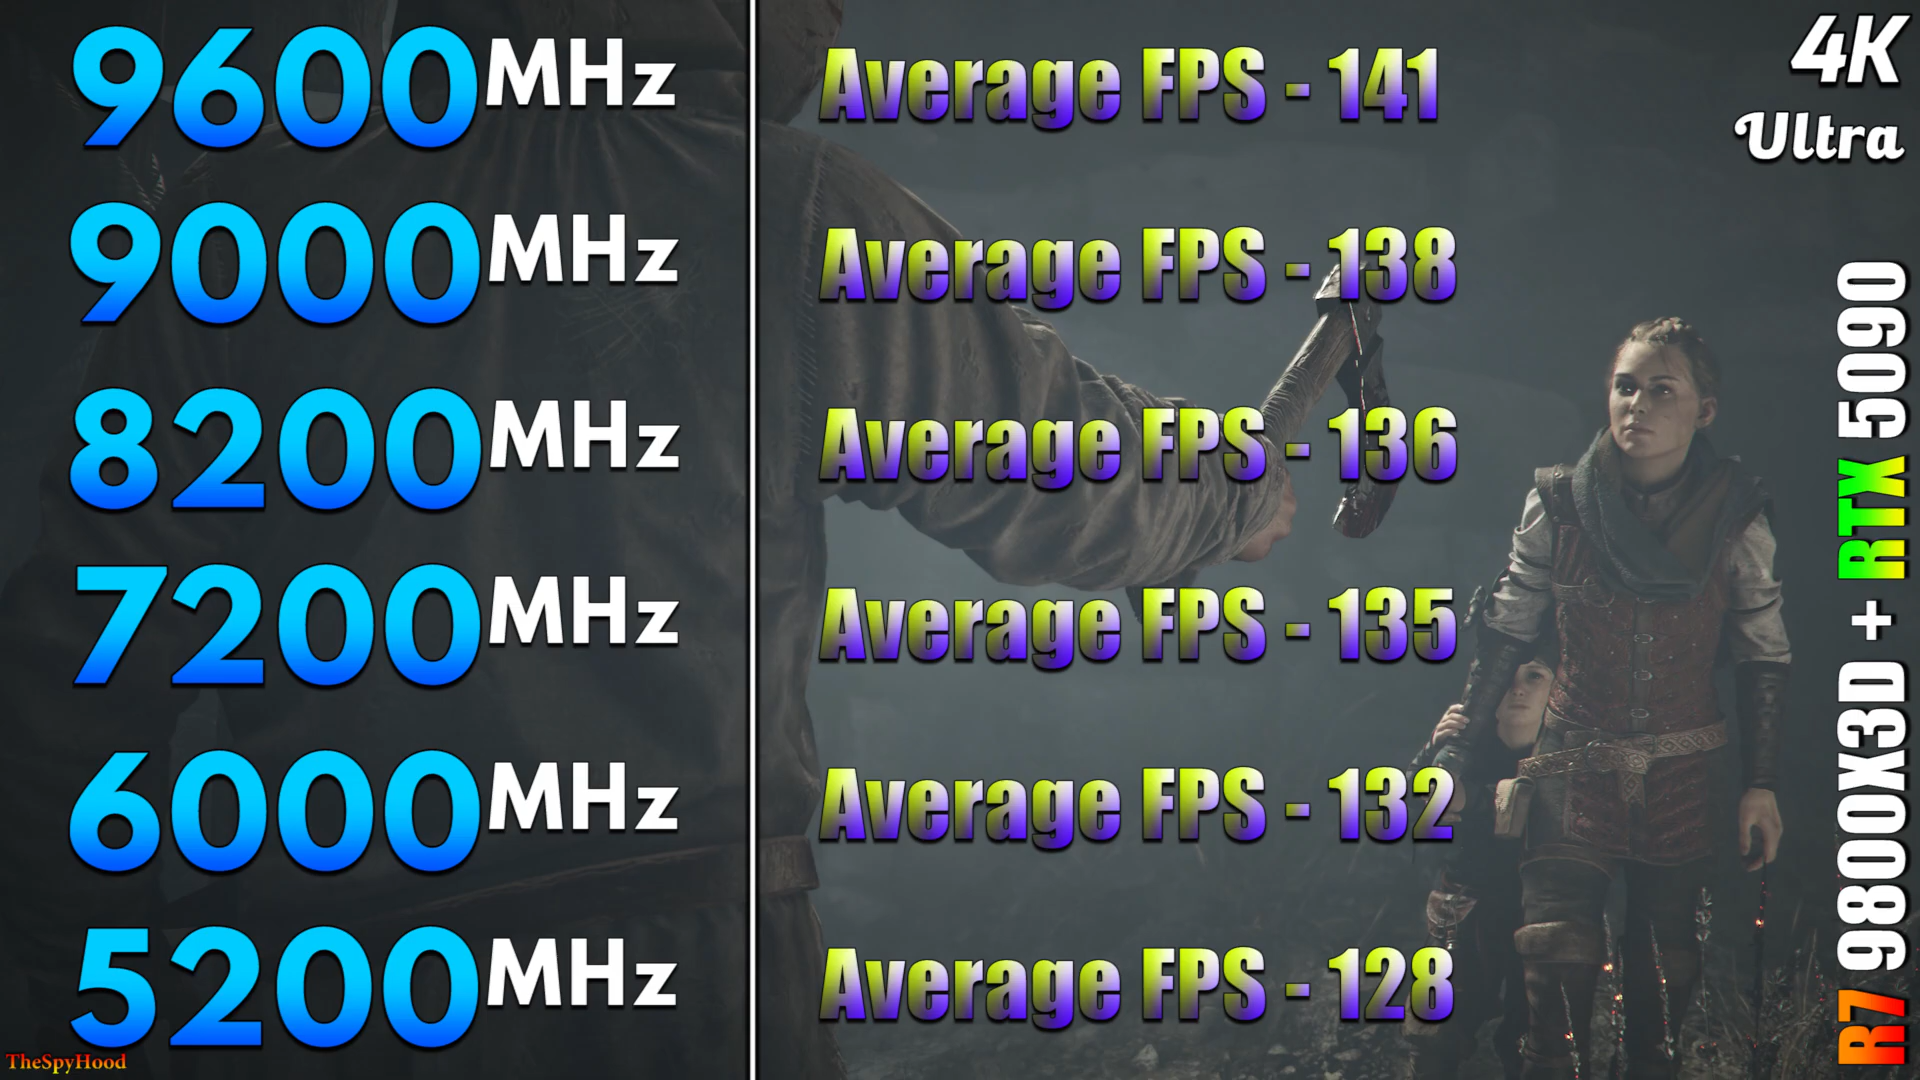 9600MHz Average FPS - 141
9000MHz Average FPS - 138
8200MHz Average FPS - 136
7200MHz Average FPS - 135
6000MHz Average FPS - 132
5200MHz Average FPS - 128
4K
Ultra
R7 9800X3D + RTX 5090
TheSpyHood